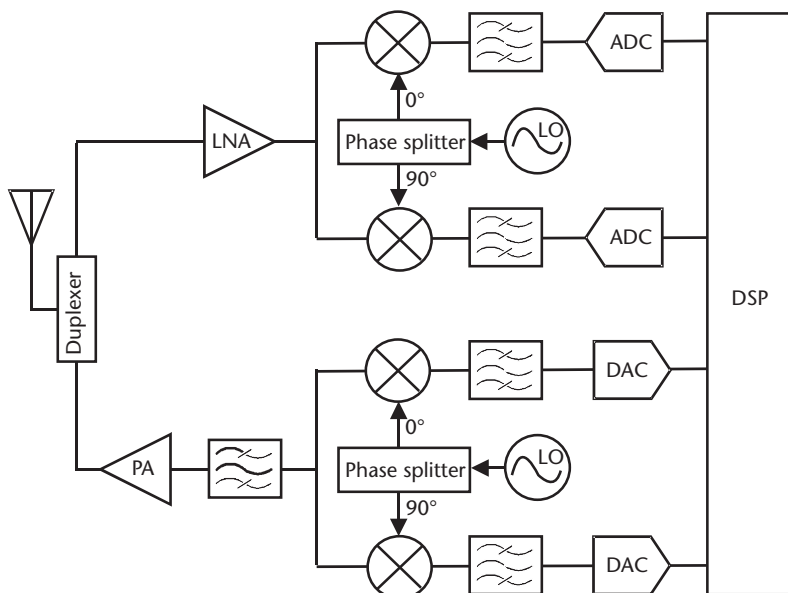 ADC
LNA
0°
Phase splitter
LO
90°
ADC
Duplexer
DSP
DAC
0°
PA
Phase splitter
LO
90°
DAC